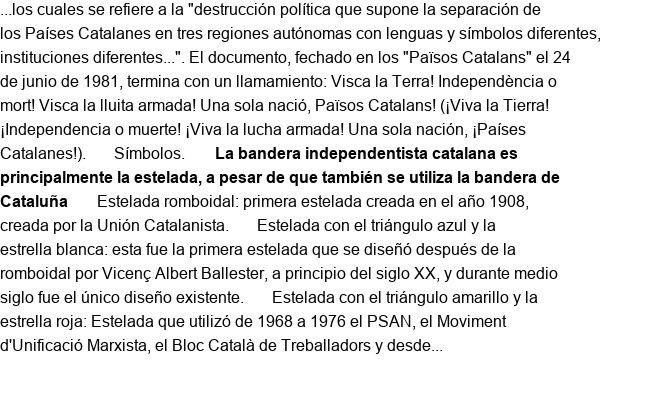 ...los cuales se refiere a la "destrucción política que supone la separación de
los Países Catalanes en tres regiones autónomas con lenguas y símbolos diferentes,
instituciones diferentes...". El documento, fechado en los "Països Catalans" el 24
de junio de 1981, termina con un llamamiento: Visca la Terra! Independència o
mort! Visca la lluita armada! Una sola nació, Països Catalans! (¡Viva la Tierra!
¡Independencia o muerte! ¡Viva la lucha armada! Una sola nación, ¡Países
Catalanes!). Símbolos. La bandera independentista catalana es
principalmente la estelada, a pesar de que también se utiliza la bandera de
Cataluña Estelada romboidal: primera estelada creada en el año 1908,
creada por la Unión Catalanista. Estelada con el triángulo azul y la
estrella blanca: esta fue la primera estelada que se diseñó después de la
romboidal por Vicenç Albert Ballester, a principio del siglo XX, y durante medio
siglo fue el único diseño existente. Estelada con el triángulo amarillo y la
estrella roja: Estelada que utilizó de 1968 a 1976 el PSAN, el Moviment
d'Unificació Marxista, el Bloc Català de Treballadors y desde...